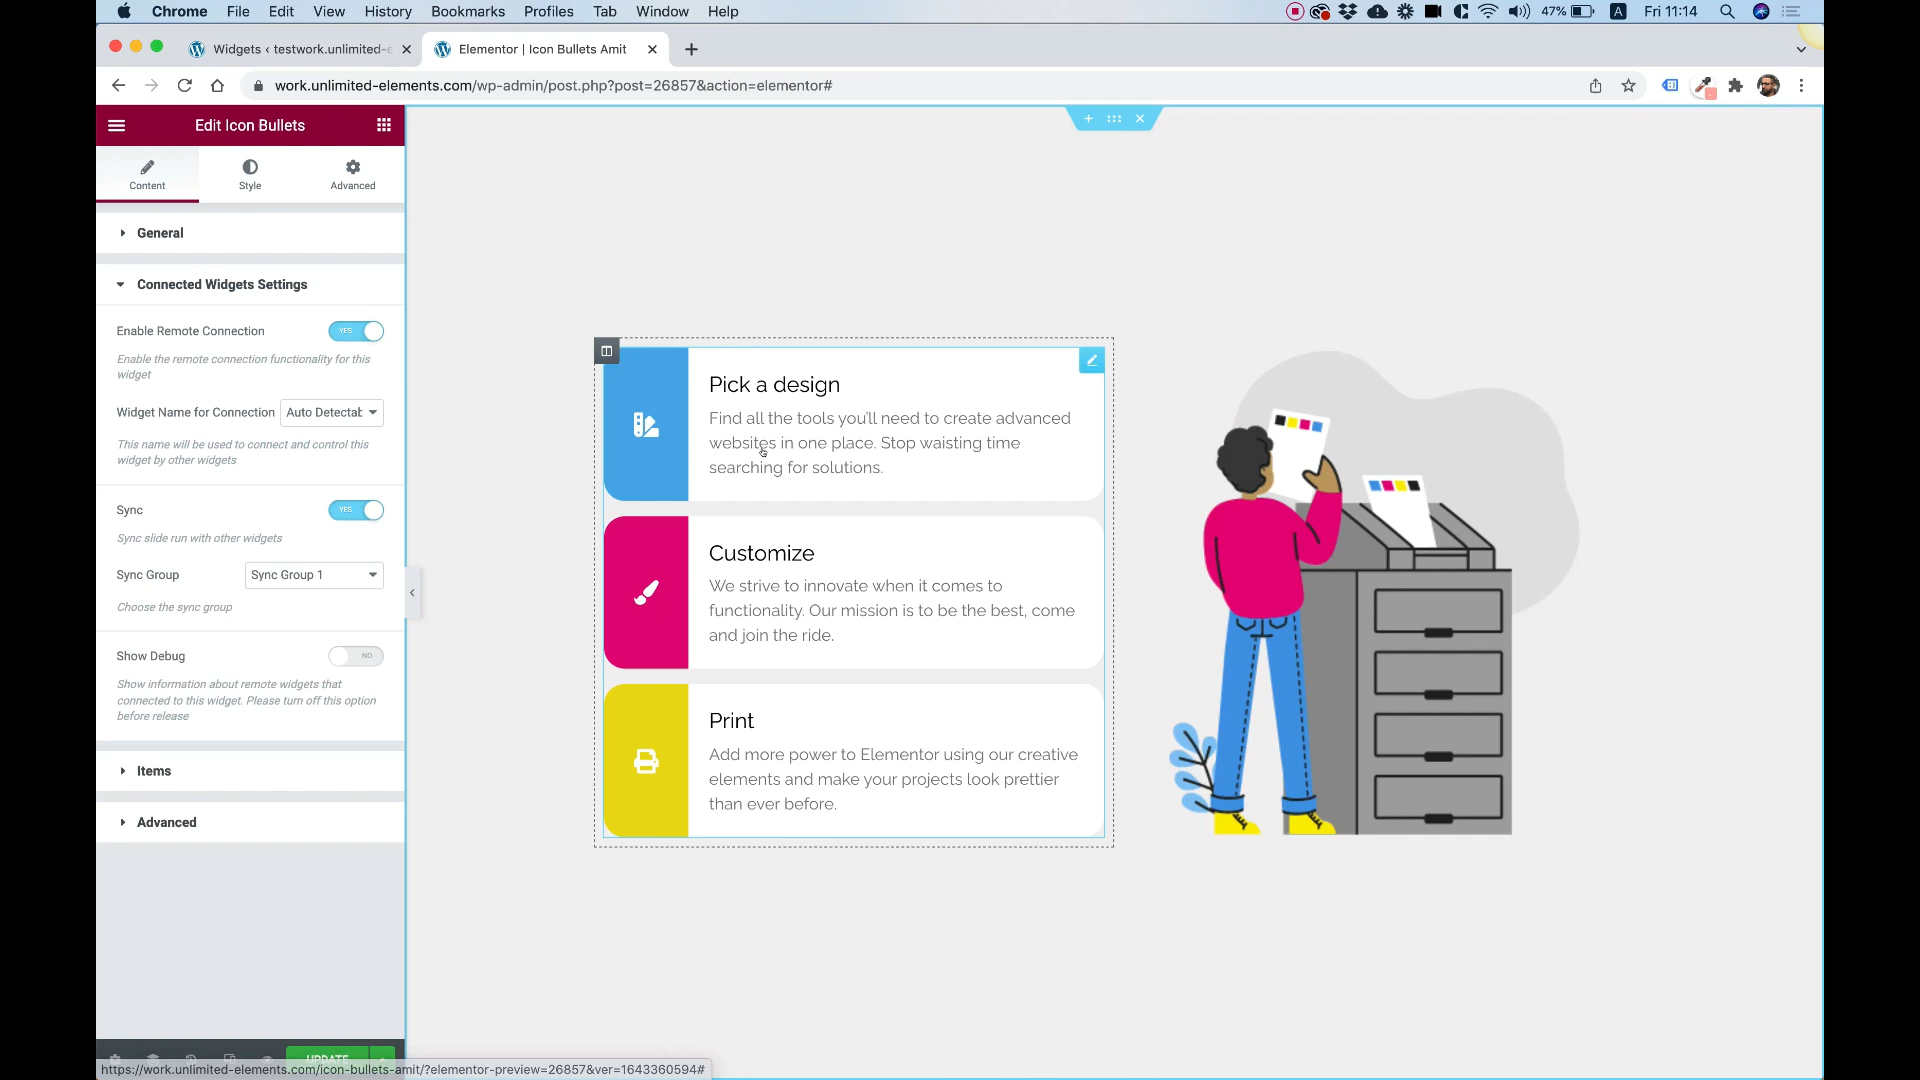 Chrome File Edit View History Bookmarks Profiles Tab Window Help
47% A Fri 11:14
Widgets ‹ testwork.unlimited-e
Elementor | Icon Bullets Amit
work.unlimited-elements.com/wp-admin/post.php?post=26857&action=elementor#
Edit Icon Bullets
Content Style Advanced
General
Connected Widgets Settings
Enable Remote Connection YES
Enable the remote connection functionality for this
widget
Widget Name for Connection Auto Detectab
This name will be used to connect and control this
widget by other widgets
Sync YES
Sync slide run with other widgets
Sync Group Sync Group 1
Choose the sync group
Show Debug NO
Show information about remote widgets that
connected to this widget. Please turn off this option
before release
Items
Advanced
UPDATE
https://work.unlimited-elements.com/icon-bullets-amit/?elementor-preview=26857&ver=1643360594#
Pick a design
Find all the tools you'll need to create advanced
websites in one place. Stop waisting time
searching for solutions.
Customize
We strive to innovate when it comes to
functionality. Our mission is to be the best, come
and join the ride.
Print
Add more power to Elementor using our creative
elements and make your projects look prettier
than ever before.